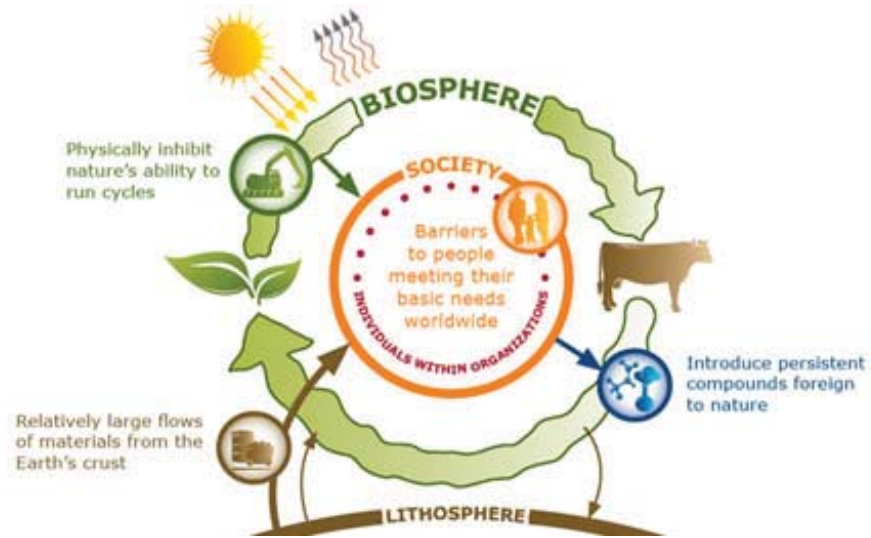 BIOSPHERE
Physically inhibit
nature's ability to
run cycles
SOCIETY
Barriers
to people
meeting their
basic needs
worldwide
INDIVIDUALS WITHIN ORGANIZATIONS
Introduce persistent
compounds foreign
to nature
Relatively large flows
of materials from the
Earth's crust
LITHOSPHERE